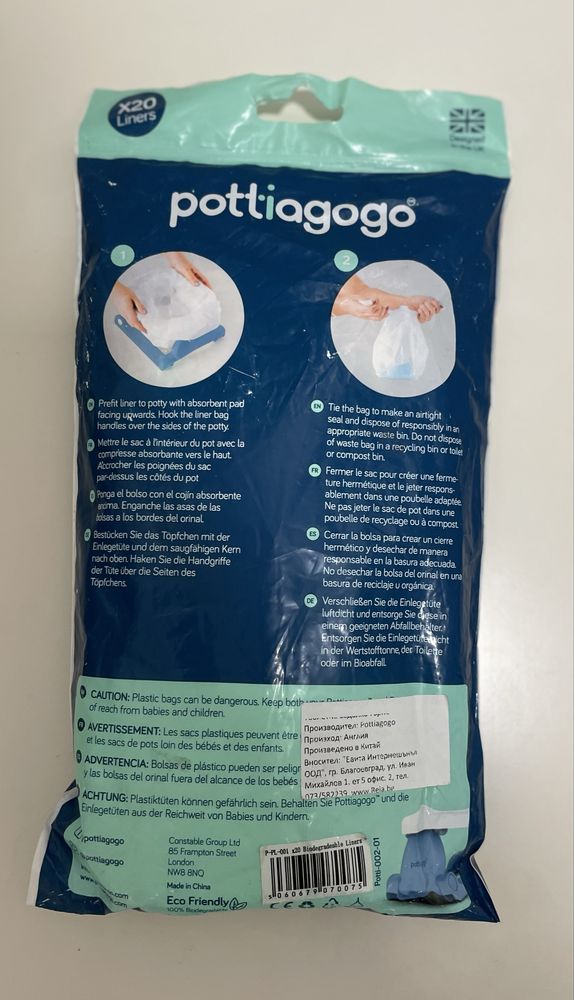 X20
Liners
Designed
pottiagogo
1
2
EN Prefit liner to potty with absorbent pad
facing upwards. Hook the liner bag
handles over the sides of the potty.
Mettre le sac à l'intérieur du pot avec la
compresse absorbante vers le haut.
Accrocher les poignées du sac
par-dessus les côtés du pot
Ponga el bolso con el cojín absorbente
encima. Enganche las asas de las
bolsas a los bordes del orinal.
Bestücken Sie das Töpfchen mit der
Einlegetüte und dem saugfähigen Kern
nach oben. Haken Sie die Handgriffe
der Tüte über die Seiten des
Töpfchens.
EN Tie the bag to make an airtight
seal and dispose of responsibly in an
appropriate waste bin. Do not dispose
of waste bag in a recycling bin or toilet
or compost bin.
FR Fermer le sac pour créer une ferme-
ture hermétique et le jeter respons-
ablement dans une poubelle adaptée.
Ne pas jeter le sac de pot dans une
poubelle de recyclage ou à compost.
ES Cerrar la bolsa para crear un cierre
hermético y desechar de manera
responsable en la basura adecuada.
No desechar la bolsa del orinal en una
basura de reciclaje u orgánica.
DE Verschließen Sie die Einlegetüte
luftdicht und entsorge Sie diese in
einem geeigneten Abfallbehälter.
Entsorgen Sie die Einlegetüte nicht
in der Wertstofftonne, der Toilette
oder im Bioabfall.
CAUTION: Plastic bags can be dangerous. Keep both your
of reach from babies and children.
AVERTISSEMENT: Les sacs plastiques peuvent être
et les sacs de pots loin des bébés et des enfants.
ADVERTENCIA: Bolsas de plástico pueden ser
y las bolsas del orinal fuera del alcance de los bebés
ACHTUNG: Plastiktüten können gefährlich sein. Behalten Sie Pottiagogo™ und die
Einlegetüten aus der Reichweit von Babies und Kindern.
Производител: Pottiagogo
Произход: Англия
Произведено в Китай
Вносител: "Беита Интернешънъл
ООД", гр. Благоевград, ул. Иван
Михайлов 1, ет 5 офис 2, тел.
073/582239
pottiagogo
pottiagogo
Constable Group Ltd
85 Frampton Street
London
NW8 8NQ
Made in China
Eco Friendly
100% Biodegradable
P-PL-001 x20 Biodegradeable Liners
5060679070075
Potti-002-01